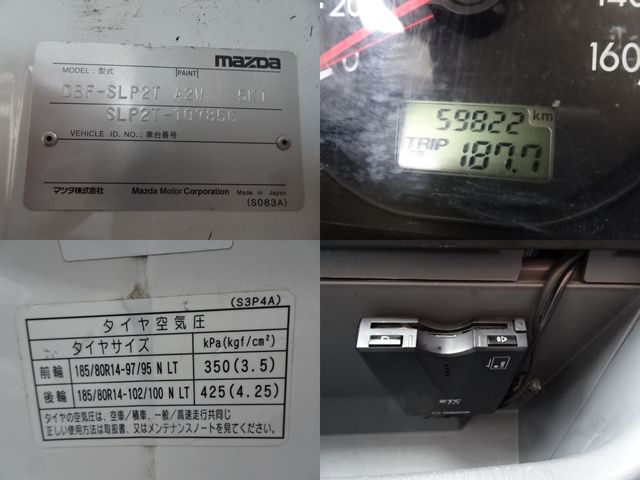 mazda
MODEL: 型式
PAINT
DBF-SLP2T A2W 5K1
SLP2T-107856
VEHICLE ID. NO.: 車台番号
マツダ株式会社 Mazda Motor Corporation Made in Japan
(S083A)
20
0
140
160
59822 km
TRIP 187.7
(S3P4A)
タイヤ空気圧
タイヤサイズ kPa(kgf/cm²)
前輪 185/80R14-97/95 N LT 350(3.5)
後輪 185/80R14-102/100 N LT 425(4.25)
タイヤの空気圧は、空車/積車、一般/高速走行共同じ
正しい使用方法は取扱書、又はメンテナンスノートを見てください。
ETC